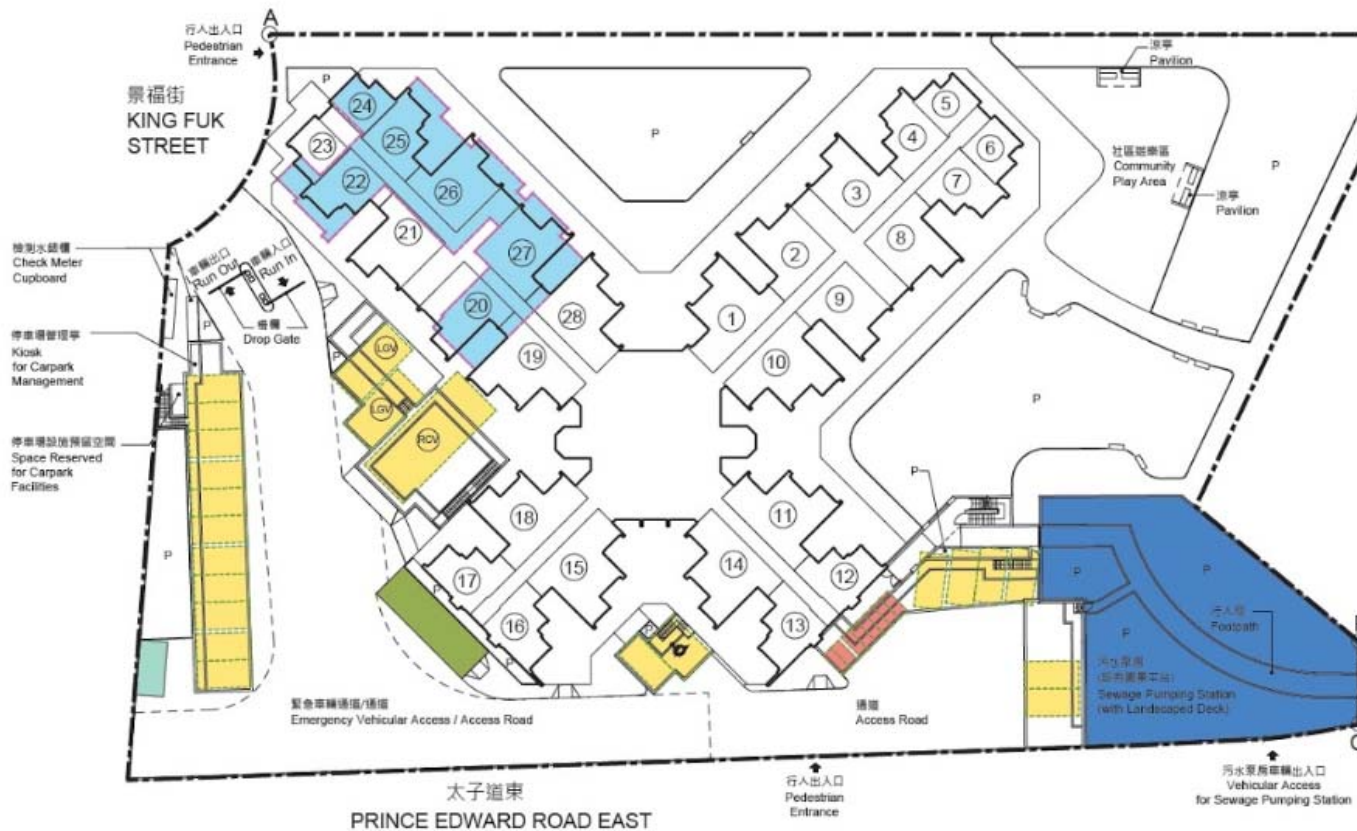 A
行人出入口
Pedestrian
Entrance
景福街
KING FUK
STREET
涼亭
Pavilion
社區遊樂區
Community
Play Area
涼亭
Pavilion
P
P
P
P
24
23
25
22
26
21
27
20
28
19
5
4
6
3
7
2
8
1
9
10
檢測水錶櫃
Check Meter
Cupboard
車輛出口
Run Out
車輛入口
Run In
P
閘欄
Drop Gate
停車場管理亭
Kiosk
for Carpark
Management
P
LGV
LGV
RCV
停車場設施預留空間
Space Reserved
for Carpark
Facilities
P
P
18
11
17
15
14
12
16
13
P
P
P
P
P
P
行人徑
Footpath
污水泵房
Sewage Pumping Station
(with Landscaped Deck)
緊急車輛通道/通道
Emergency Vehicular Access / Access Road
通道
Access Road
太子道東
PRINCE EDWARD ROAD EAST
行人出入口
Pedestrian
Entrance
污水泵房車輛出入口
Vehicular Access
for Sewage Pumping Station